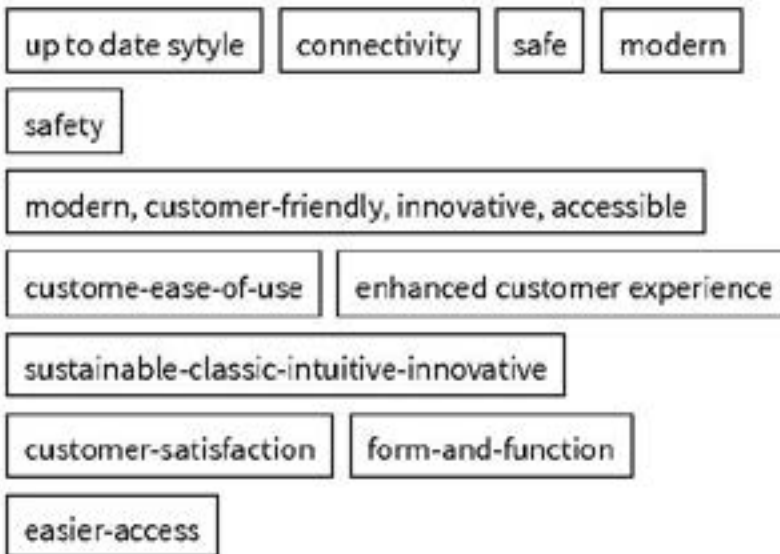 up to date sytyle connectivity safe modern
safety
modern, customer-friendly, innovative, accessible
custome-ease-of-use enhanced customer experience
sustainable-classic-intuitive-innovative
customer-satisfaction form-and-function
easier-access